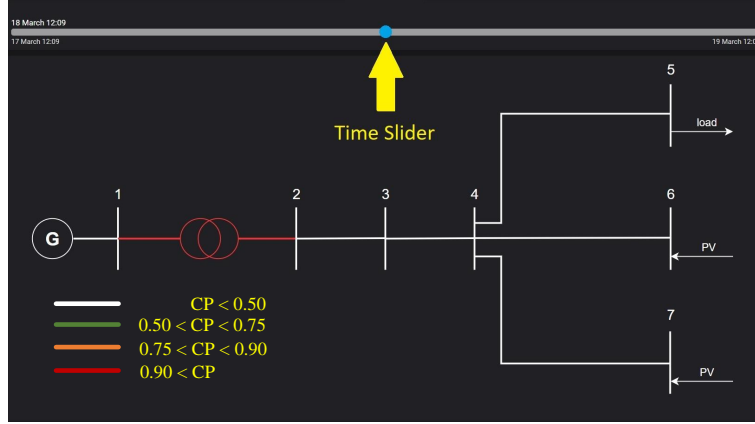 18 March 12:09
17 March 12:09
19 March 12:0
Time Slider
5
load
1
2
3
4
6
G
PV
CP < 0.50
0.50 < CP < 0.75
0.75 < CP < 0.90
0.90 < CP
7
PV